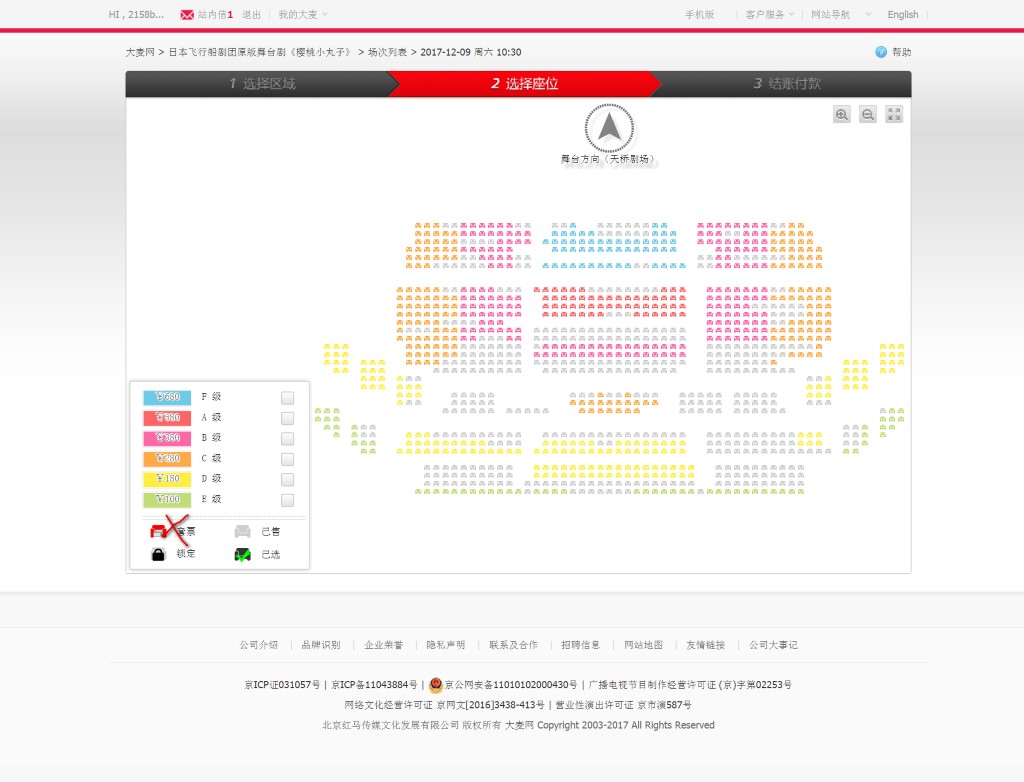 HI , 2158b... 站内信1 退出 我的大麦 手机版 客户服务 网站导航 English
大麦网 > 日本飞行船剧团原版舞台剧《樱桃小丸子》 > 场次列表 > 2017-12-09 周六 10:30 帮助
1 选择区域 2 选择座位 3 结账付款
舞台方向（天桥剧场）
¥680 F 级
¥580 A 级
¥380 B 级
¥280 C 级
¥180 D 级
¥100 E 级
套票 已售
锁定 已选
公司介绍 | 品牌识别 | 企业荣誉 | 隐私声明 | 联系及合作 | 招聘信息 | 网站地图 | 友情链接 | 公司大事记
京ICP证031057号 | 京ICP备11043884号 | 京公网安备11010102000430号 | 广播电视节目制作经营许可证 (京)字第02253号
网络文化经营许可证 京网文[2016]3438-413号 | 营业性演出许可证 京市演587号
北京红马传媒文化发展有限公司 版权所有 大麦网 Copyright 2003-2017 All Rights Reserved